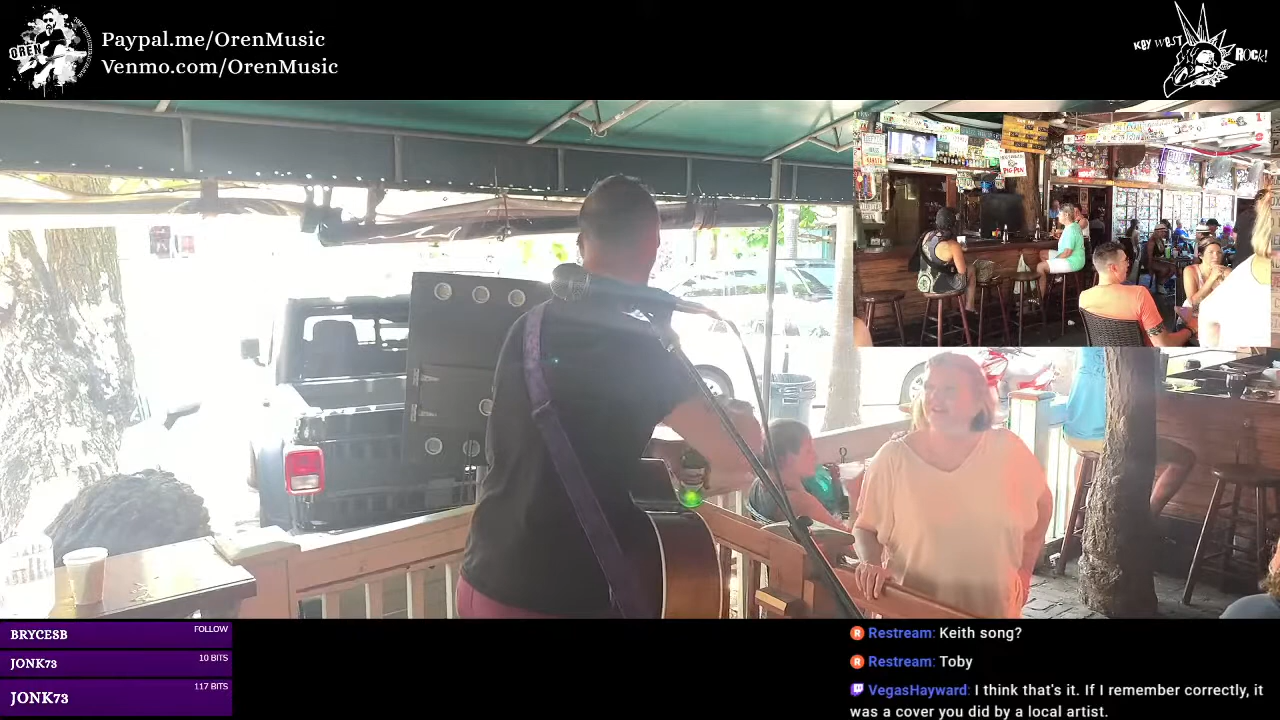 OREN
Paypal.me/OrenMusic
Venmo.com/OrenMusic
KEY WEST
ROCK!
PIG PEN
BRYCESB
FOLLOW
JONK73
10 BITS
JONK73
117 BITS
Restream: Keith song?
Restream: Toby
VegasHayward: I think that's it. If I remember correctly, it
was a cover you did by a local artist.